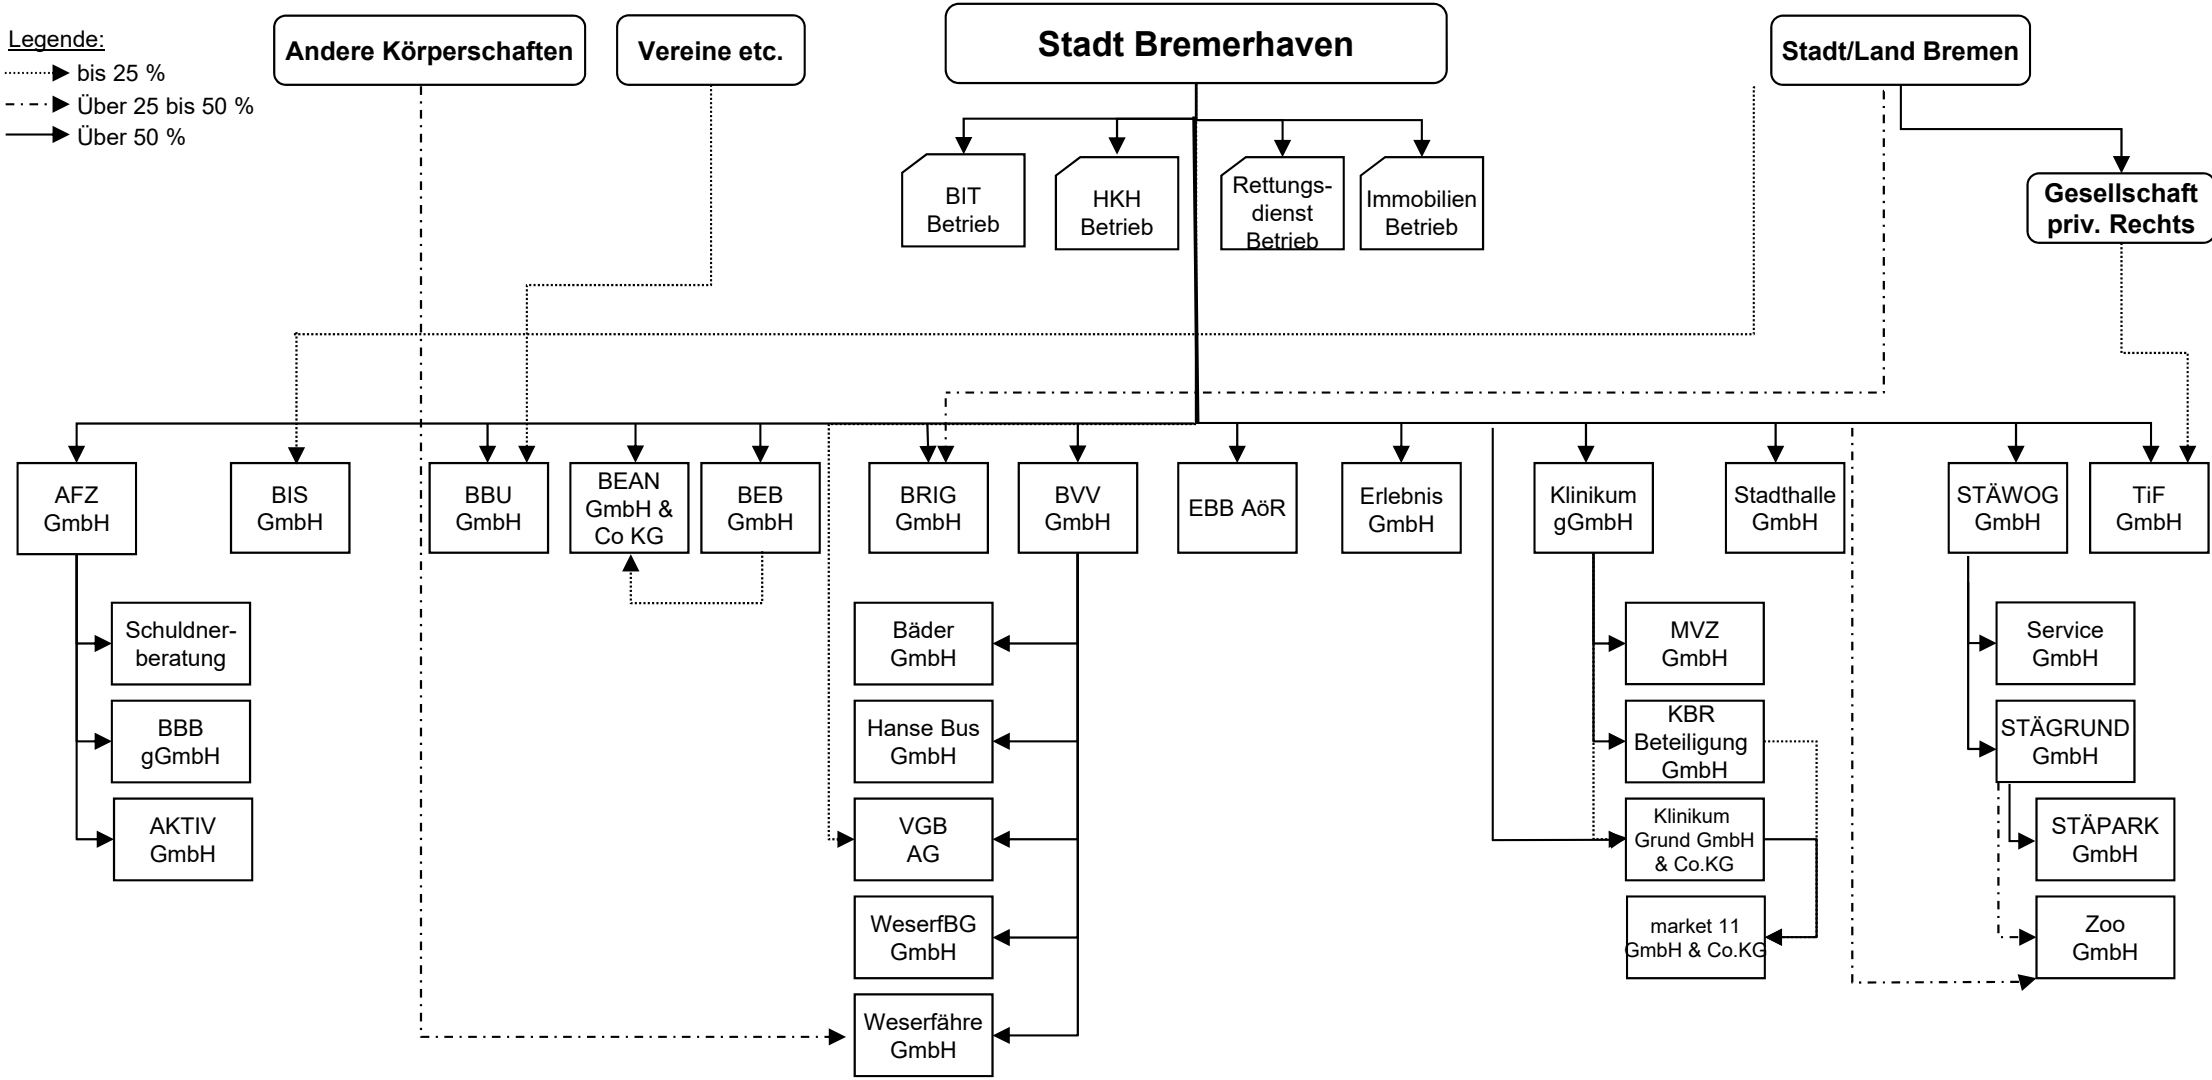 Legende:
bis 25 %
Über 25 bis 50 %
Über 50 %
Andere Körperschaften
Vereine etc.
Stadt Bremerhaven
Stadt/Land Bremen
Gesellschaft
priv. Rechts
BIT
Betrieb
HKH
Betrieb
Rettungs-
dienst
Betrieb
Immobilien
Betrieb
AFZ
GmbH
BIS
GmbH
BBU
GmbH
BEAN
GmbH &
Co KG
BEB
GmbH
BRIG
GmbH
BVV
GmbH
EBB AöR
Erlebnis
GmbH
Klinikum
gGmbH
Stadthalle
GmbH
STÄWOG
GmbH
TiF
GmbH
Schuldner-
beratung
BBB
gGmbH
AKTIV
GmbH
Bäder
GmbH
Hanse Bus
GmbH
VGB
AG
WeserfBG
GmbH
Weserfähre
GmbH
MVZ
GmbH
KBR
Beteiligung
GmbH
Klinikum
Grund GmbH
& Co.KG
market 11
GmbH & Co.KG
Service
GmbH
STÄGRUND
GmbH
STÄPARK
GmbH
Zoo
GmbH